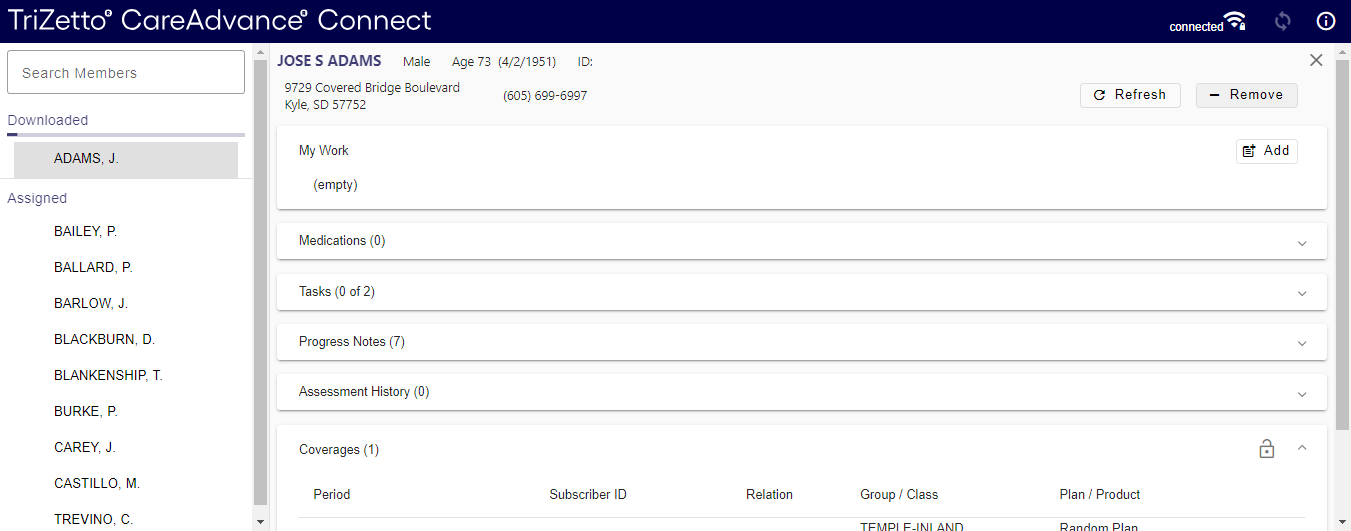 TriZetto® CareAdvance® Connect
connected
Search Members
Downloaded
ADAMS, J.
Assigned
BAILEY, P.
BALLARD, P.
BARLOW, J.
BLACKBURN, D.
BLANKENSHIP, T.
BURKE, P.
CAREY, J.
CASTILLO, M.
TREVINO, C.
JOSE S ADAMS Male Age 73 (4/2/1951) ID:
9729 Covered Bridge Boulevard
Kyle, SD 57752
(605) 699-6997
Refresh
Remove
My Work
Add
(empty)
Medications (0)
Tasks (0 of 2)
Progress Notes (7)
Assessment History (0)
Coverages (1)
Period Subscriber ID Relation Group / Class Plan / Product
TEMPLE-INLAND Random Plan